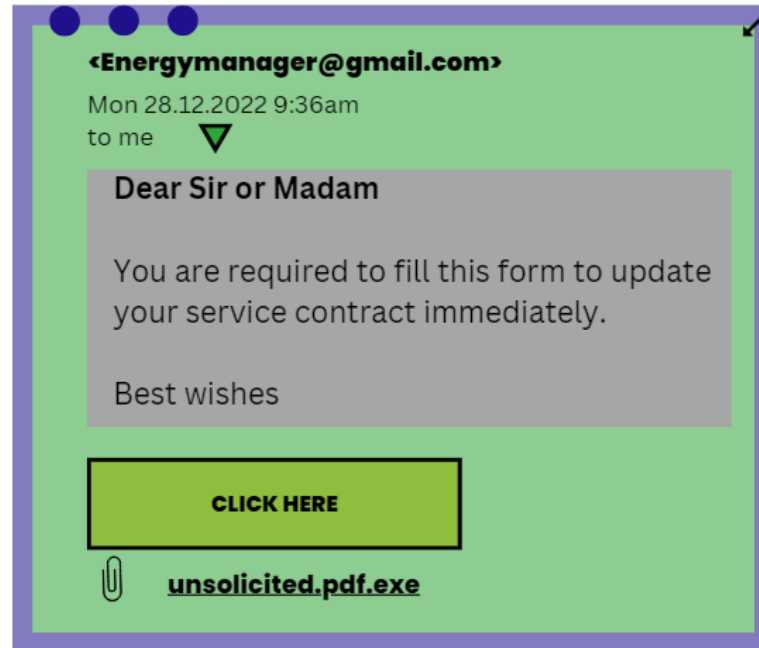 <Energymanager@gmail.com>
Mon 28.12.2022 9:36am
to me
Dear Sir or Madam
You are required to fill this form to update
your service contract immediately.
Best wishes
CLICK HERE
unsolicited.pdf.exe